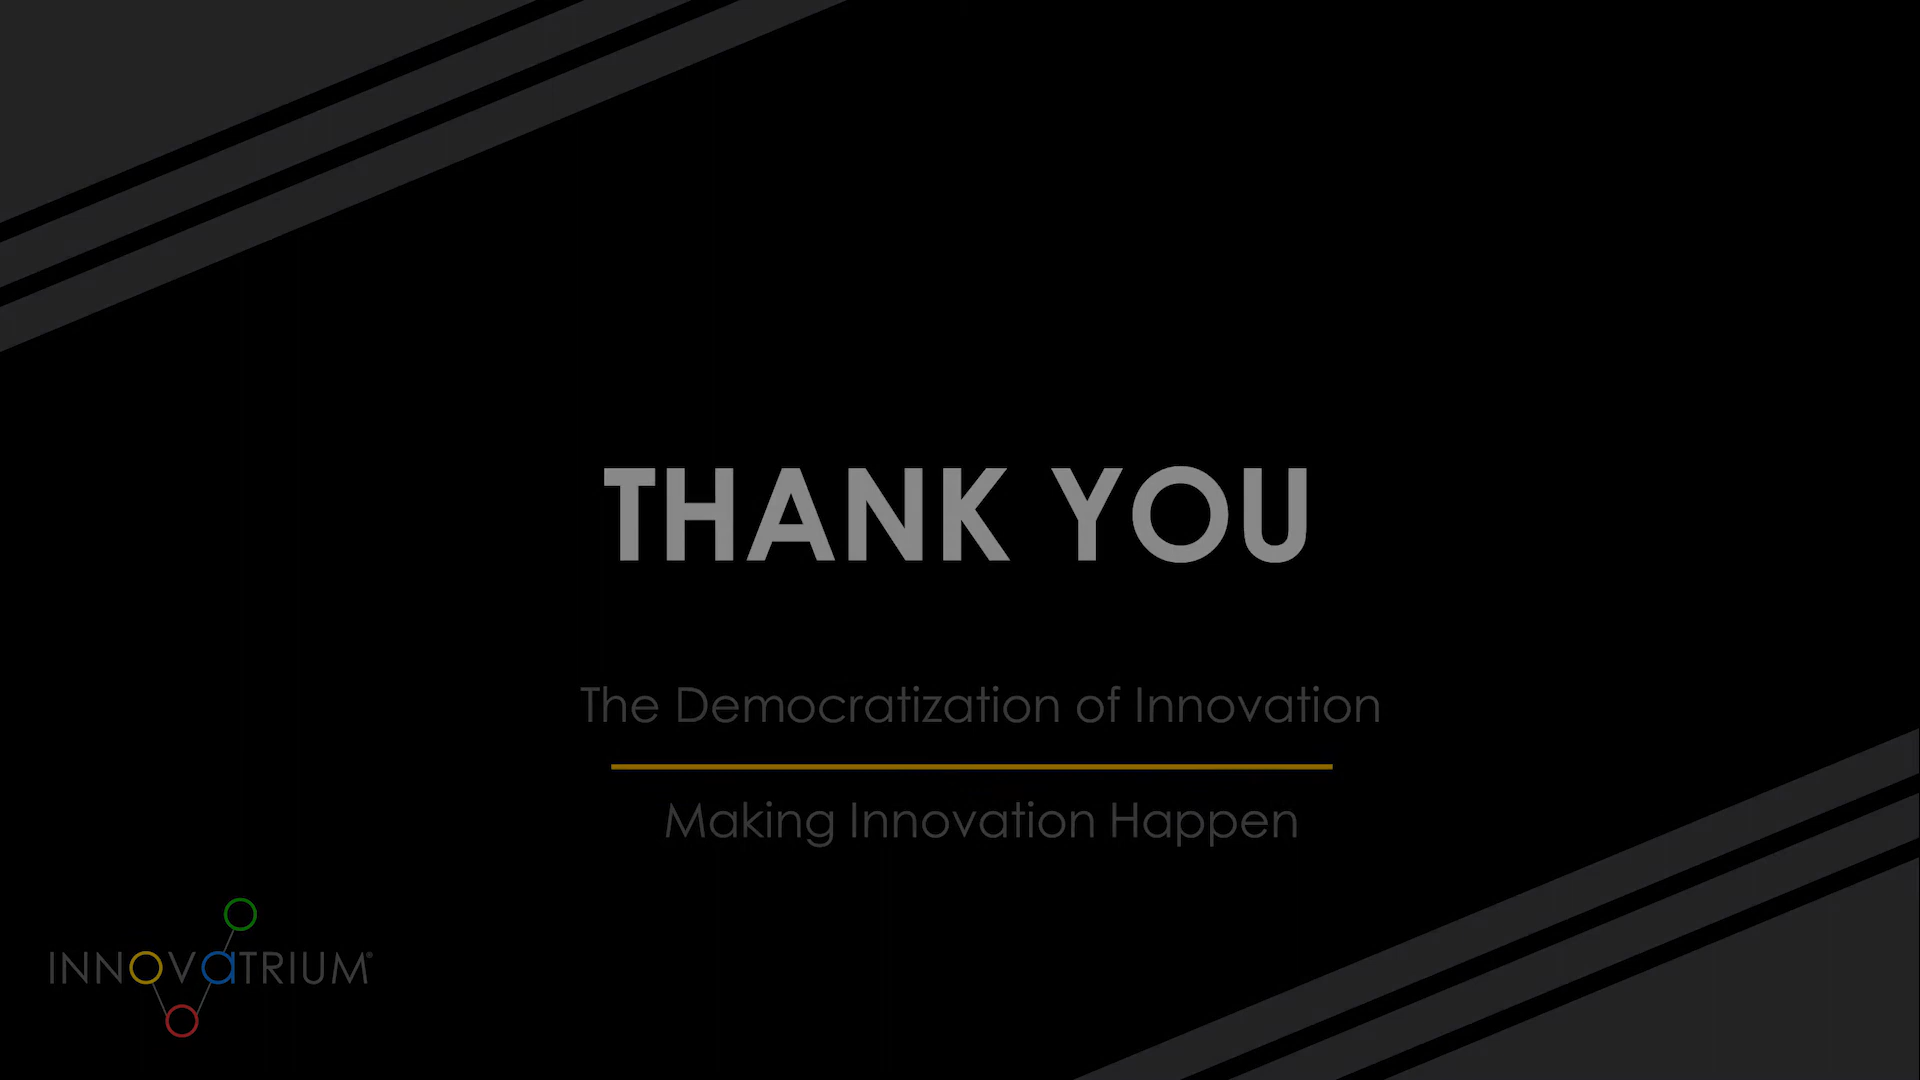 THANK YOU
The Democratization of Innovation
Making Innovation Happen
INNOVaTRIUM®